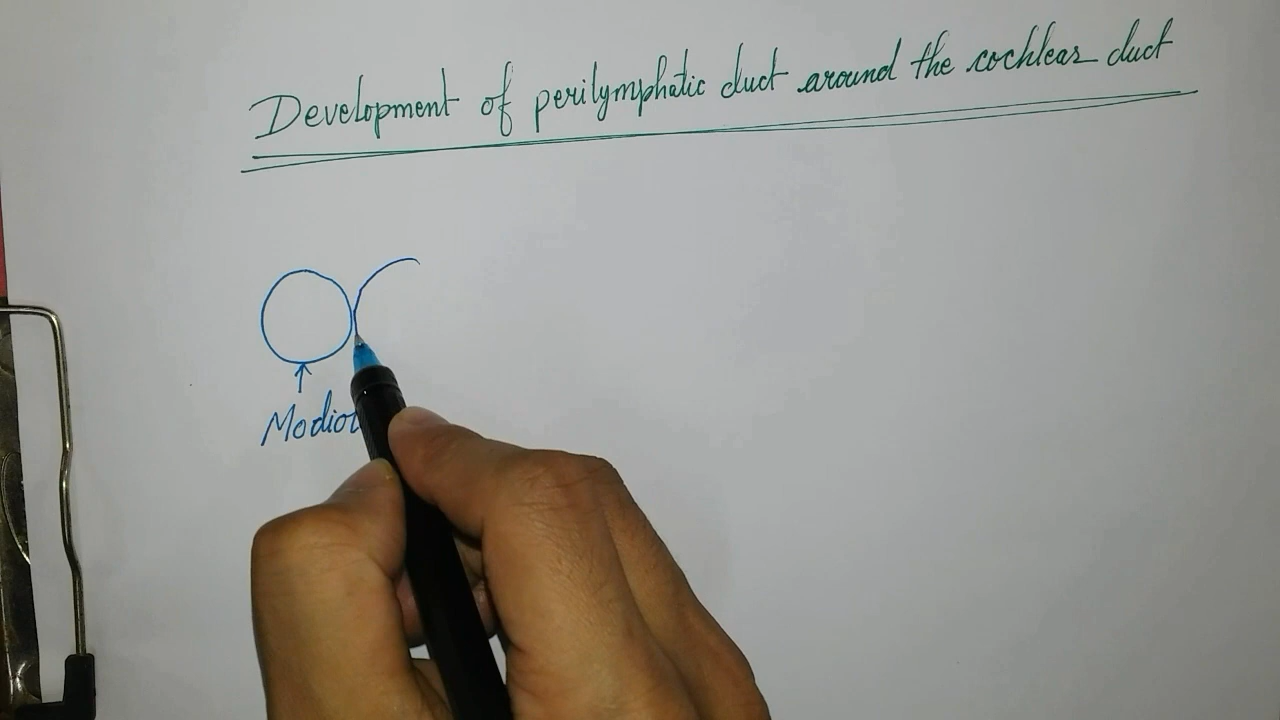 Development of perilymphatic duct around the cochlear duct